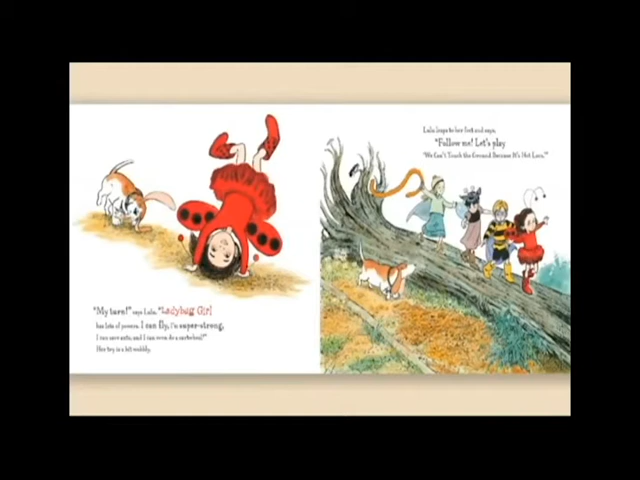 "My turn!" says Lulu. "Ladybug Girl
has lots of powers. I can fly, I'm super-strong,
I can save ants, and I can even do a cartwheel!"
Her try is a bit wobbly.
Lulu leaps to her feet and says,
"Follow me! Let's play
'We Can't Touch the Ground Because It's Hot Lava.'"